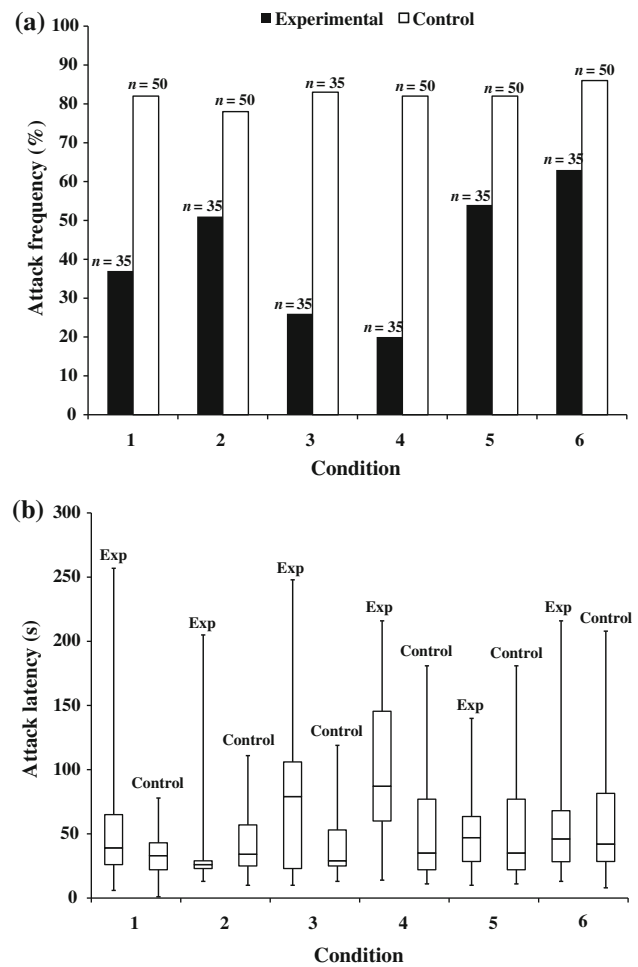 (a)
Experimental Control
100
90
80
70
60
50
40
30
20
10
0
Attack frequency (%)
n = 35
n = 50
n = 35
n = 50
n = 35
n = 35
n = 35
n = 50
n = 35
n = 50
n = 35
n = 50
1 2 3 4 5 6
Condition
(b)
300
250
200
150
100
50
0
Attack latency (s)
Exp
Control
Exp
Control
Exp
Control
Exp
Control
Exp
Control
Exp
Control
1 2 3 4 5 6
Condition